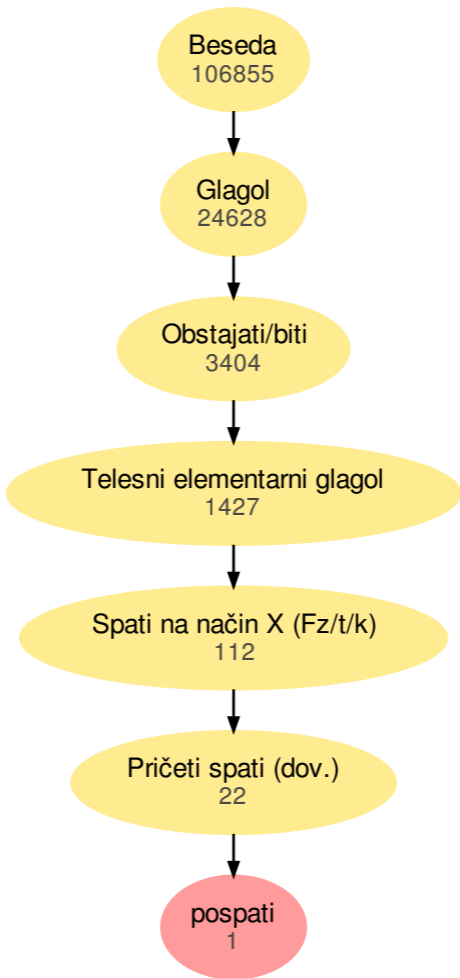 Beseda
106855
Glagol
24628
Obstajati/biti
3404
Telesni elementarni glagol
1427
Spati na način X (Fz/t/k)
112
Pričeti spati (dov.)
22
pospati
1